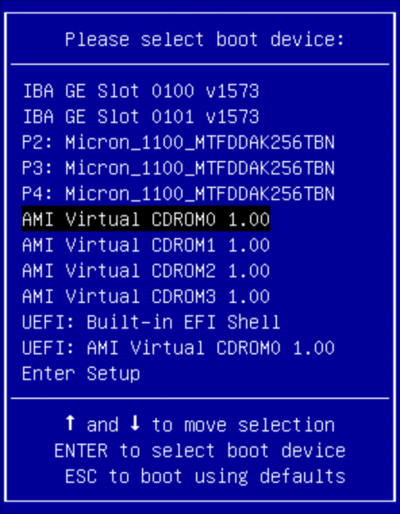 Please select boot device:
IBA GE Slot 0100 v1573
IBA GE Slot 0101 v1573
P2: Micron_1100_MTFDDAK256TBN
P3: Micron_1100_MTFDDAK256TBN
P4: Micron_1100_MTFDDAK256TBN
AMI Virtual CDROM0 1.00
AMI Virtual CDROM1 1.00
AMI Virtual CDROM2 1.00
AMI Virtual CDROM3 1.00
UEFI: Built-in EFI Shell
UEFI: AMI Virtual CDROM0 1.00
Enter Setup
↑ and ↓ to move selection
ENTER to select boot device
ESC to boot using defaults